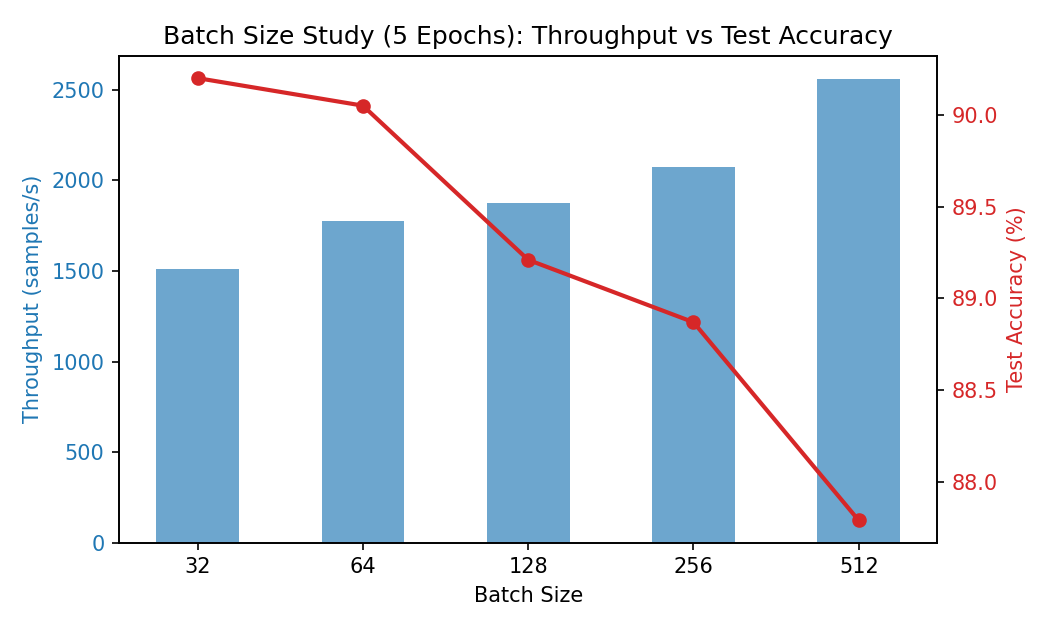 Batch Size Study (5 Epochs): Throughput vs Test Accuracy
Throughput (samples/s)
2500
2000
1500
1000
500
0
32 64 128 256 512
Batch Size
90.0
89.5
89.0
88.5
88.0
Test Accuracy (%)